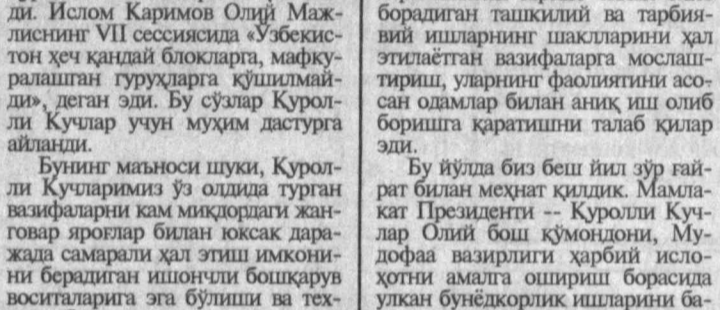 ди. Ислом Каримов Олий Маж-
лиснинг VII сессиясида «Ўзбекис-
тон ҳеч қандай блокларга, мафку-
ралашган гуруҳларга қўшилмай-
ди», деган эди. Бу сўзлар Қурол-
ли Кучлар учун муҳим дастурга
айланди.
Бунинг маъноси шуки, Қурол-
ли Кучларимиз ўз олдида турган
вазифаларни кам миқдордаги жан-
говар яроғлар билан юксак дара-
жада самарали ҳал этиш имкони-
ни берадиган ишончли бошқарув
воситаларига эга бўлиши ва тех-
борадиган ташкилий ва тарбия-
вий ишларнинг шаклларини ҳал
этилаётган вазифаларга мослаш-
тириш, уларнинг фаолиятини асо-
сан одамлар билан аниқ иш олиб
боришга қаратишни талаб қилар
эди.
Бу йўлда биз беш йил зўр ғай-
рат билан меҳнат қилдик. Мамла-
кат Президенти -- Қуролли Куч-
лар Олий бош қўмондони, Му-
дофаа вазирлиги ҳарбий исло-
ҳотни амалга ошириш борасида
улкан бунёдкорлик ишларини ба-